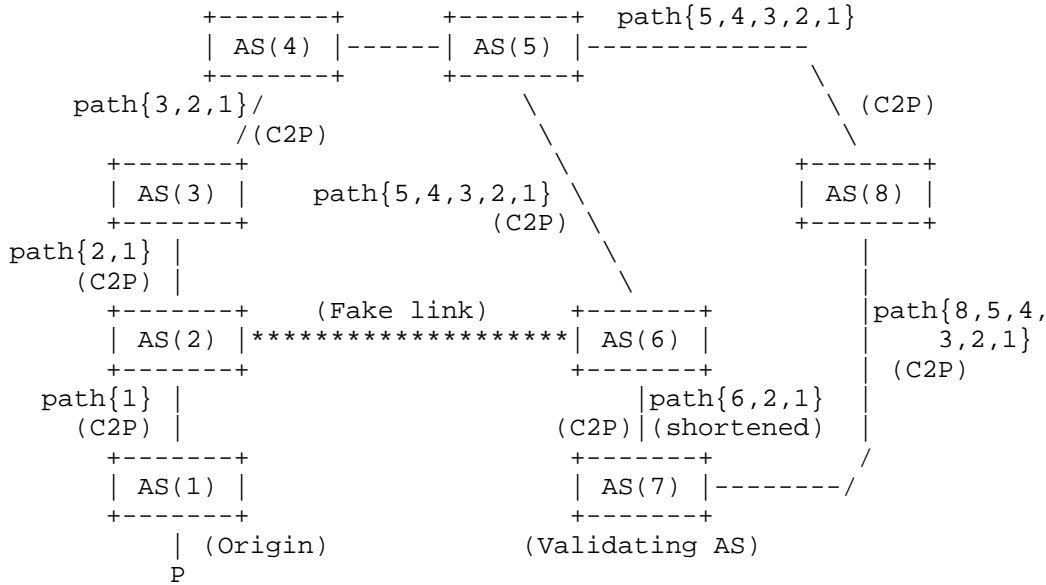 path{5,4,3,2,1}
AS(4) AS(5)
path{3,2,1} (C2P)
(C2P)
AS(3) path{5,4,3,2,1} AS(8)
(C2P)
path{2,1}
(C2P)
(Fake link) path{8,5,4,
AS(2) AS(6) 3,2,1}
(C2P)
path{1} path{6,2,1}
(C2P) (C2P) (shortened)
AS(1) AS(7)
(Origin) (Validating AS)
P